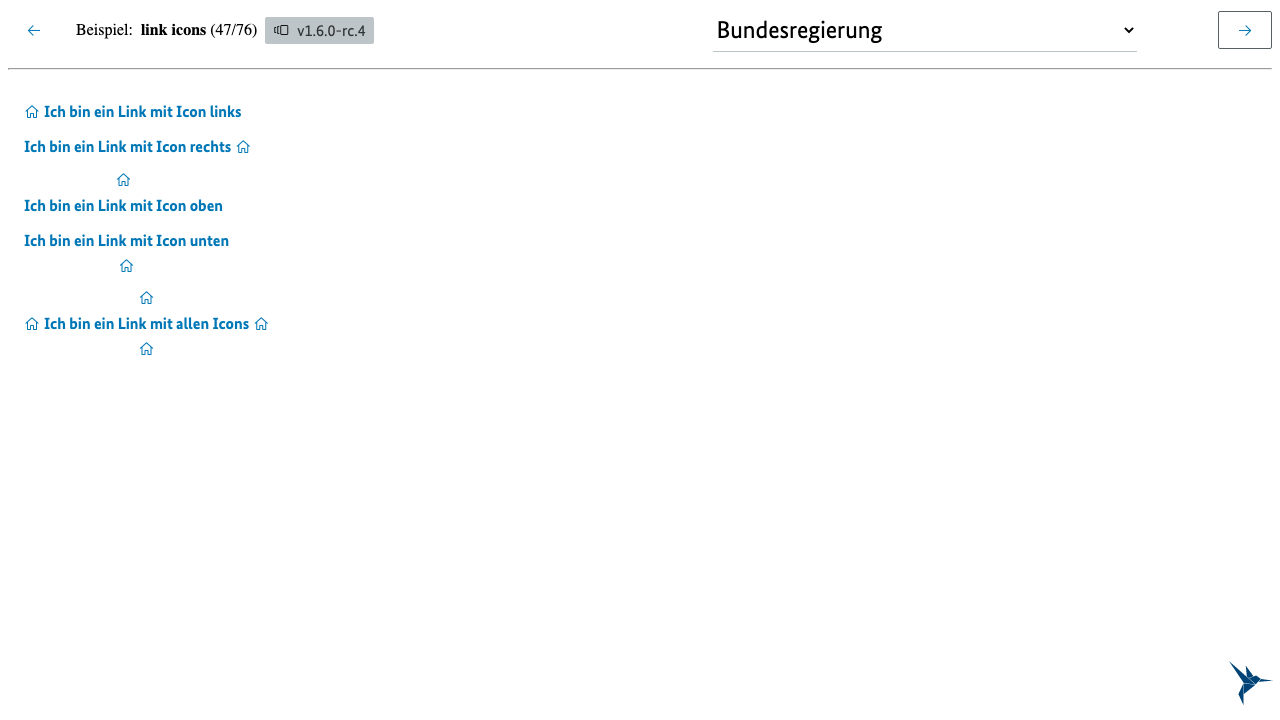 Beispiel: link icons (47/76) v1.6.0-rc.4 Bundesregierung
Ich bin ein Link mit Icon links
Ich bin ein Link mit Icon rechts
Ich bin ein Link mit Icon oben
Ich bin ein Link mit Icon unten
Ich bin ein Link mit allen Icons